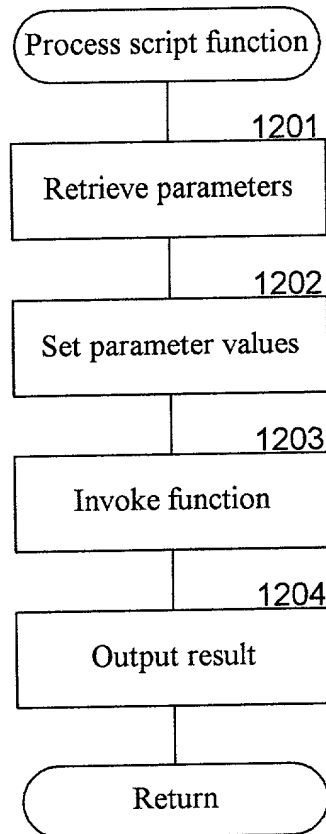 Process script function
1201
Retrieve parameters
1202
Set parameter values
1203
Invoke function
1204
Output result
Return